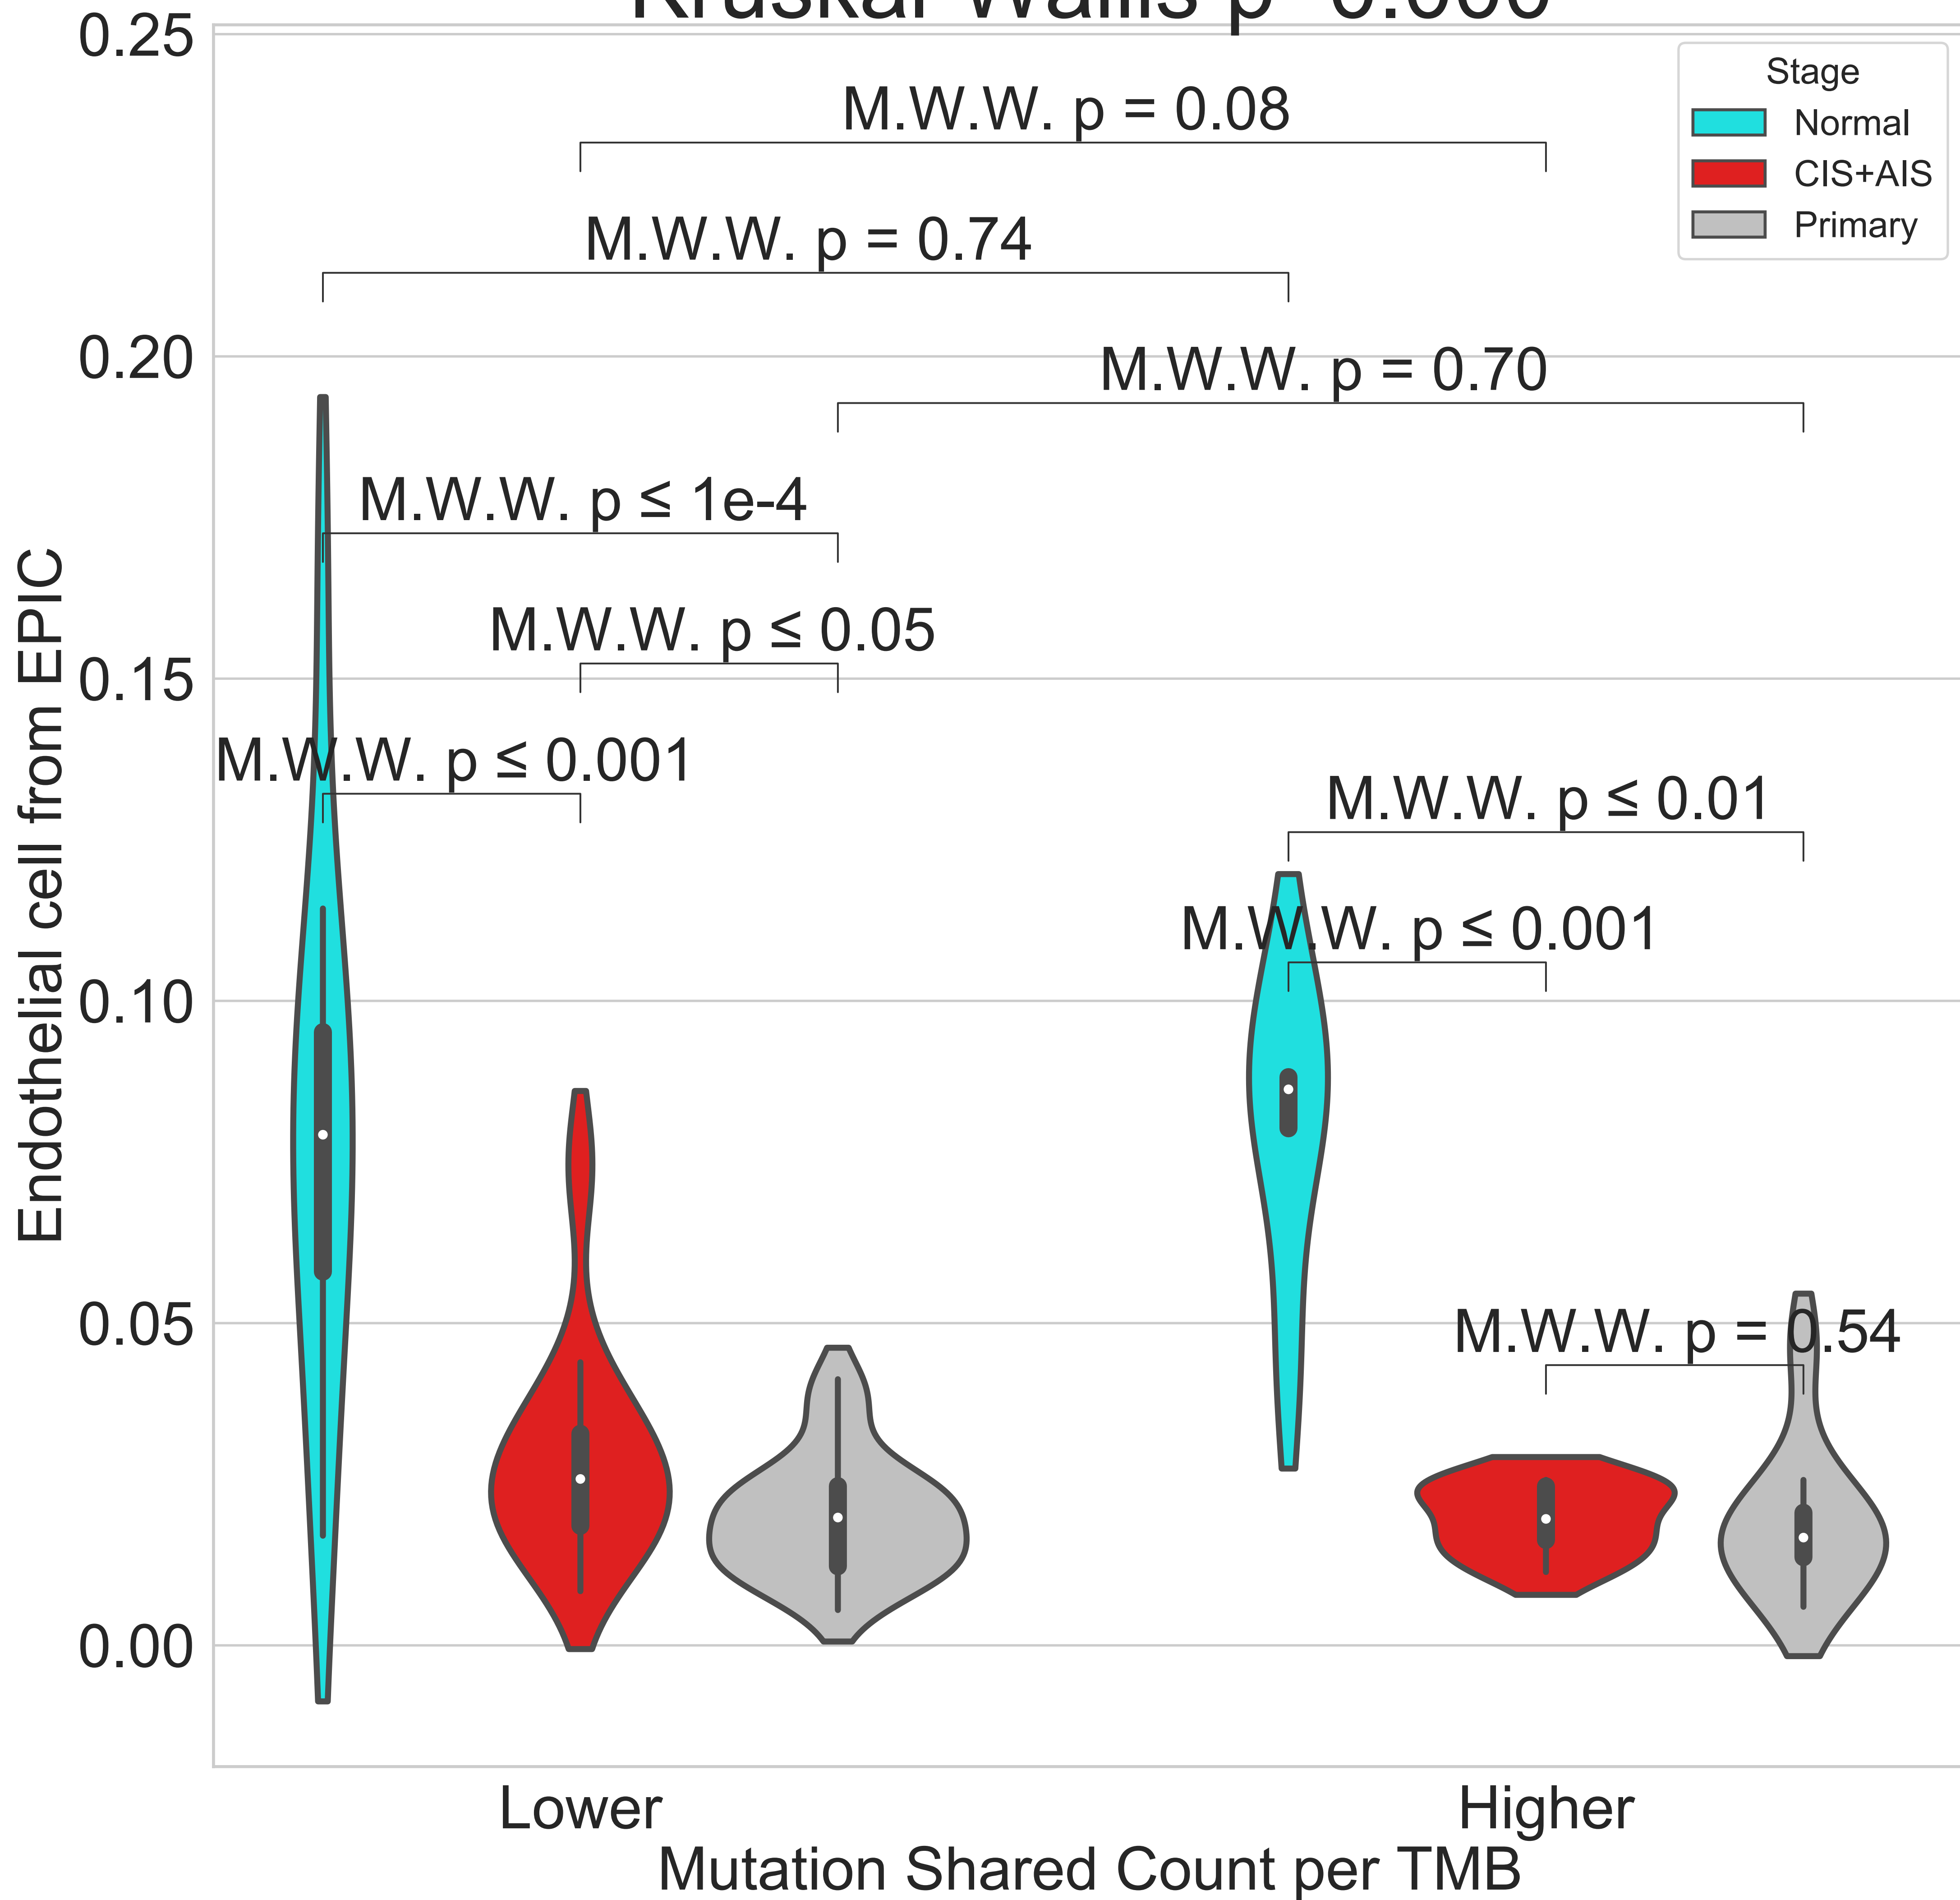 Kruskal Wallis p
0.25
Stage
Normal
CIS+AIS
Primary
M.W.W. p = 0.08
M.W.W. p = 0.74
0.20
M.W.W. p = 0.70
M.W.W. p ≤ 1e-4
M.W.W. p ≤ 0.05
0.15
M.W.W. p ≤ 0.001
M.W.W. p ≤ 0.01
M.W.W. p ≤ 0.001
0.10
0.05
M.W.W. p = 0.54
0.00
Endothelial cell from EPIC
Lower
Higher
Mutation Shared Count per TMB